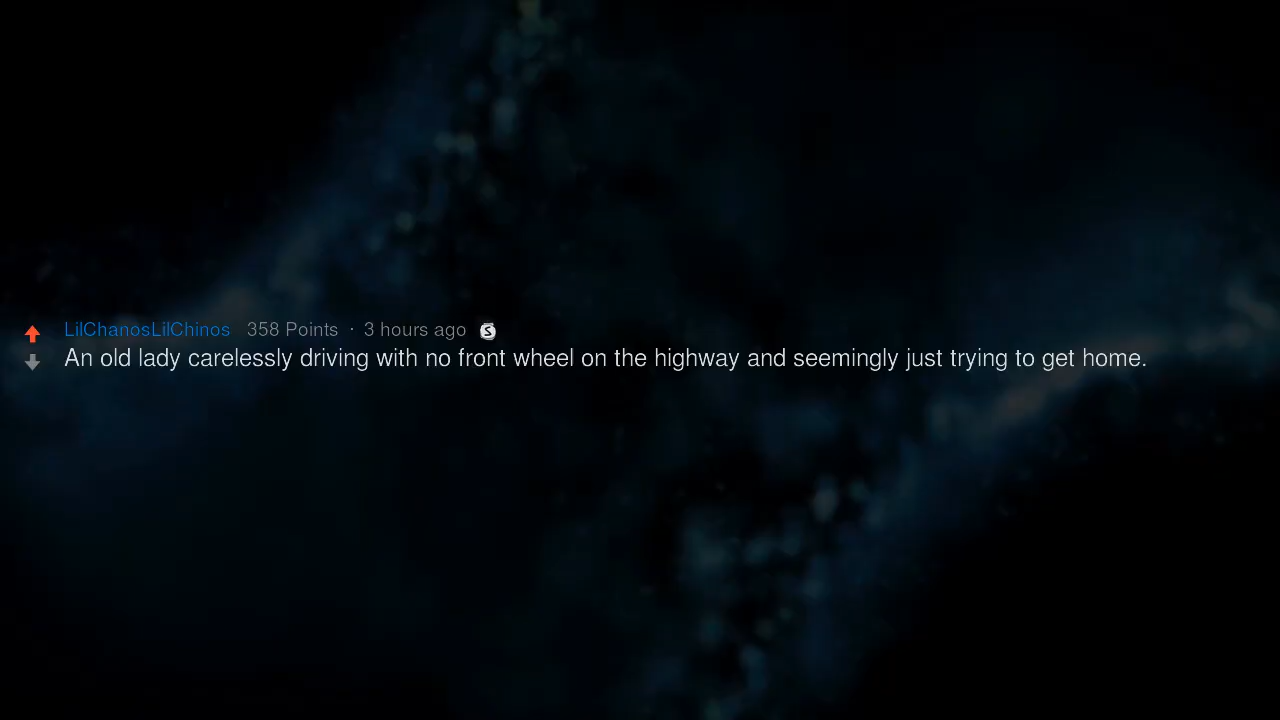 LilChanosLilChinos 358 Points · 3 hours ago S
An old lady carelessly driving with no front wheel on the highway and seemingly just trying to get home.